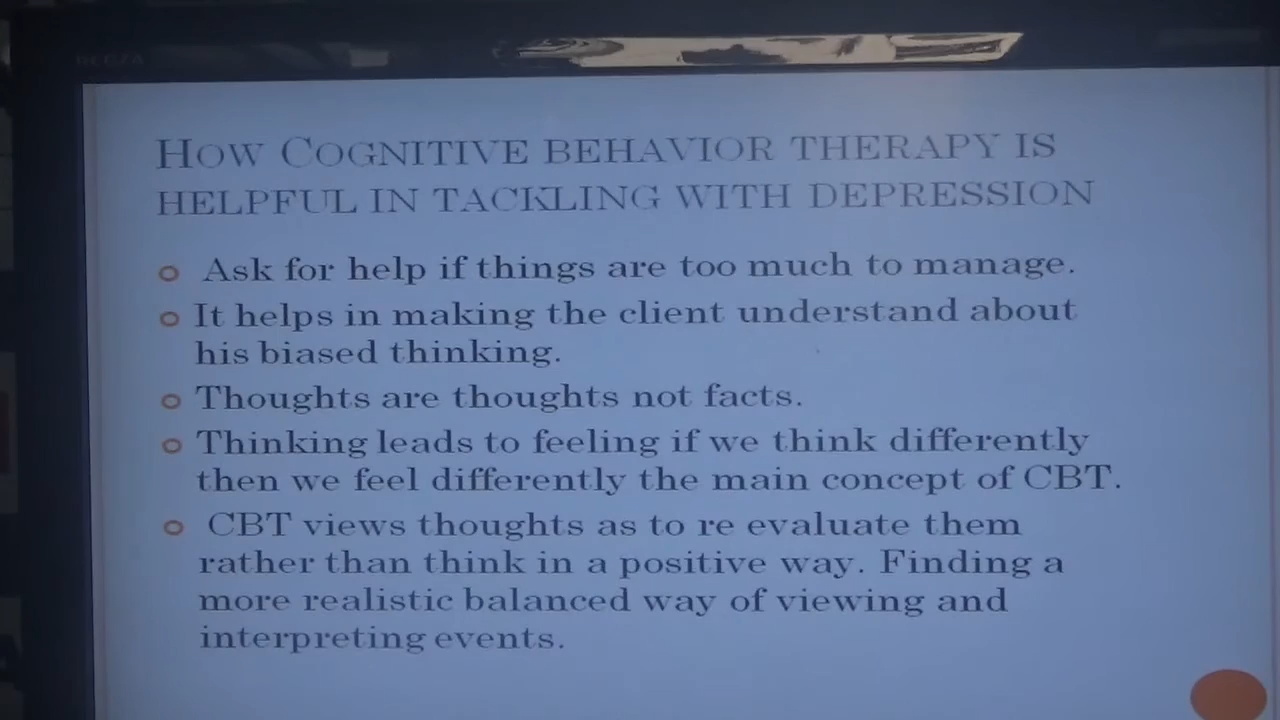 HOW COGNITIVE BEHAVIOR THERAPY IS
HELPFUL IN TACKLING WITH DEPRESSION
Ask for help if things are too much to manage.
It helps in making the client understand about
his biased thinking.
Thoughts are thoughts not facts.
Thinking leads to feeling if we think differently
then we feel differently the main concept of CBT.
CBT views thoughts as to re evaluate them
rather than think in a positive way. Finding a
more realistic balanced way of viewing and
interpreting events.